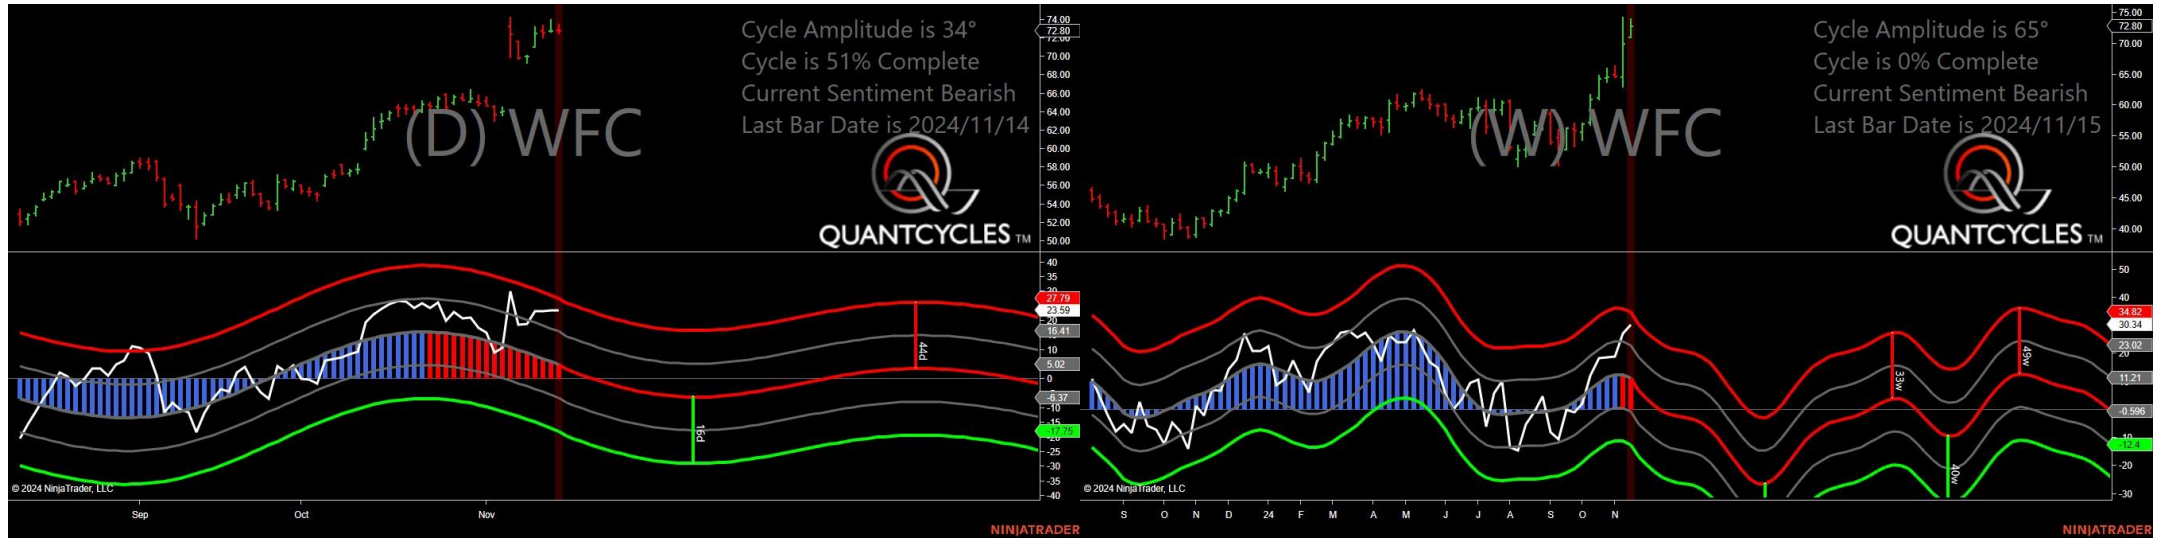 Cycle Amplitude is 34°
Cycle is 51% Complete
Current Sentiment Bearish
Last Bar Date is 2024/11/14
(D) WFC
QUANTCYCLES TM
74.00
72.80
72.00
70.00
68.00
66.00
64.00
62.00
60.00
58.00
56.00
54.00
52.00
50.00
40
35
30
27.79
23.59
20
16.41
10
5.02
0
-6.37
-10
-15
-17.75
-25
-30
-35
-40
44d
16d
© 2024 NinjaTrader, LLC
Sep
Oct
Nov
NINJATRADER
Cycle Amplitude is 65°
Cycle is 0% Complete
Current Sentiment Bearish
Last Bar Date is 2024/11/15
(W) WFC
QUANTCYCLES TM
75.00
72.80
70.00
65.00
60.00
55.00
50.00
45.00
40.00
50
40
34.82
30.34
23.02
20
11.21
-0.596
-10
-12.4
-20
-30
33w
49w
40w
© 2024 NinjaTrader, LLC
S
O
N
D
24
F
M
A
M
J
J
A
S
O
N
NINJATRADER